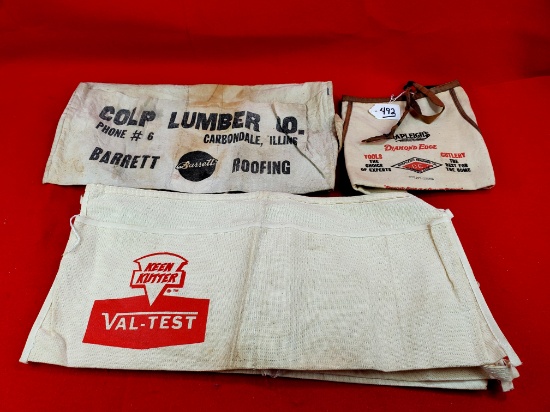 COLP LUMBER CO.
PHONE # 6
CARBONDALE, ILLINO
BARRETT
Barrett
ROOFING
492
APLEIGH
DIAMOND EDGE
TOOLS
THE
CHOICE
OF EXPERTS
CUTLERY
THE
BEST FOR
THE HOME
KEEN
KUTTER
VAL-TEST